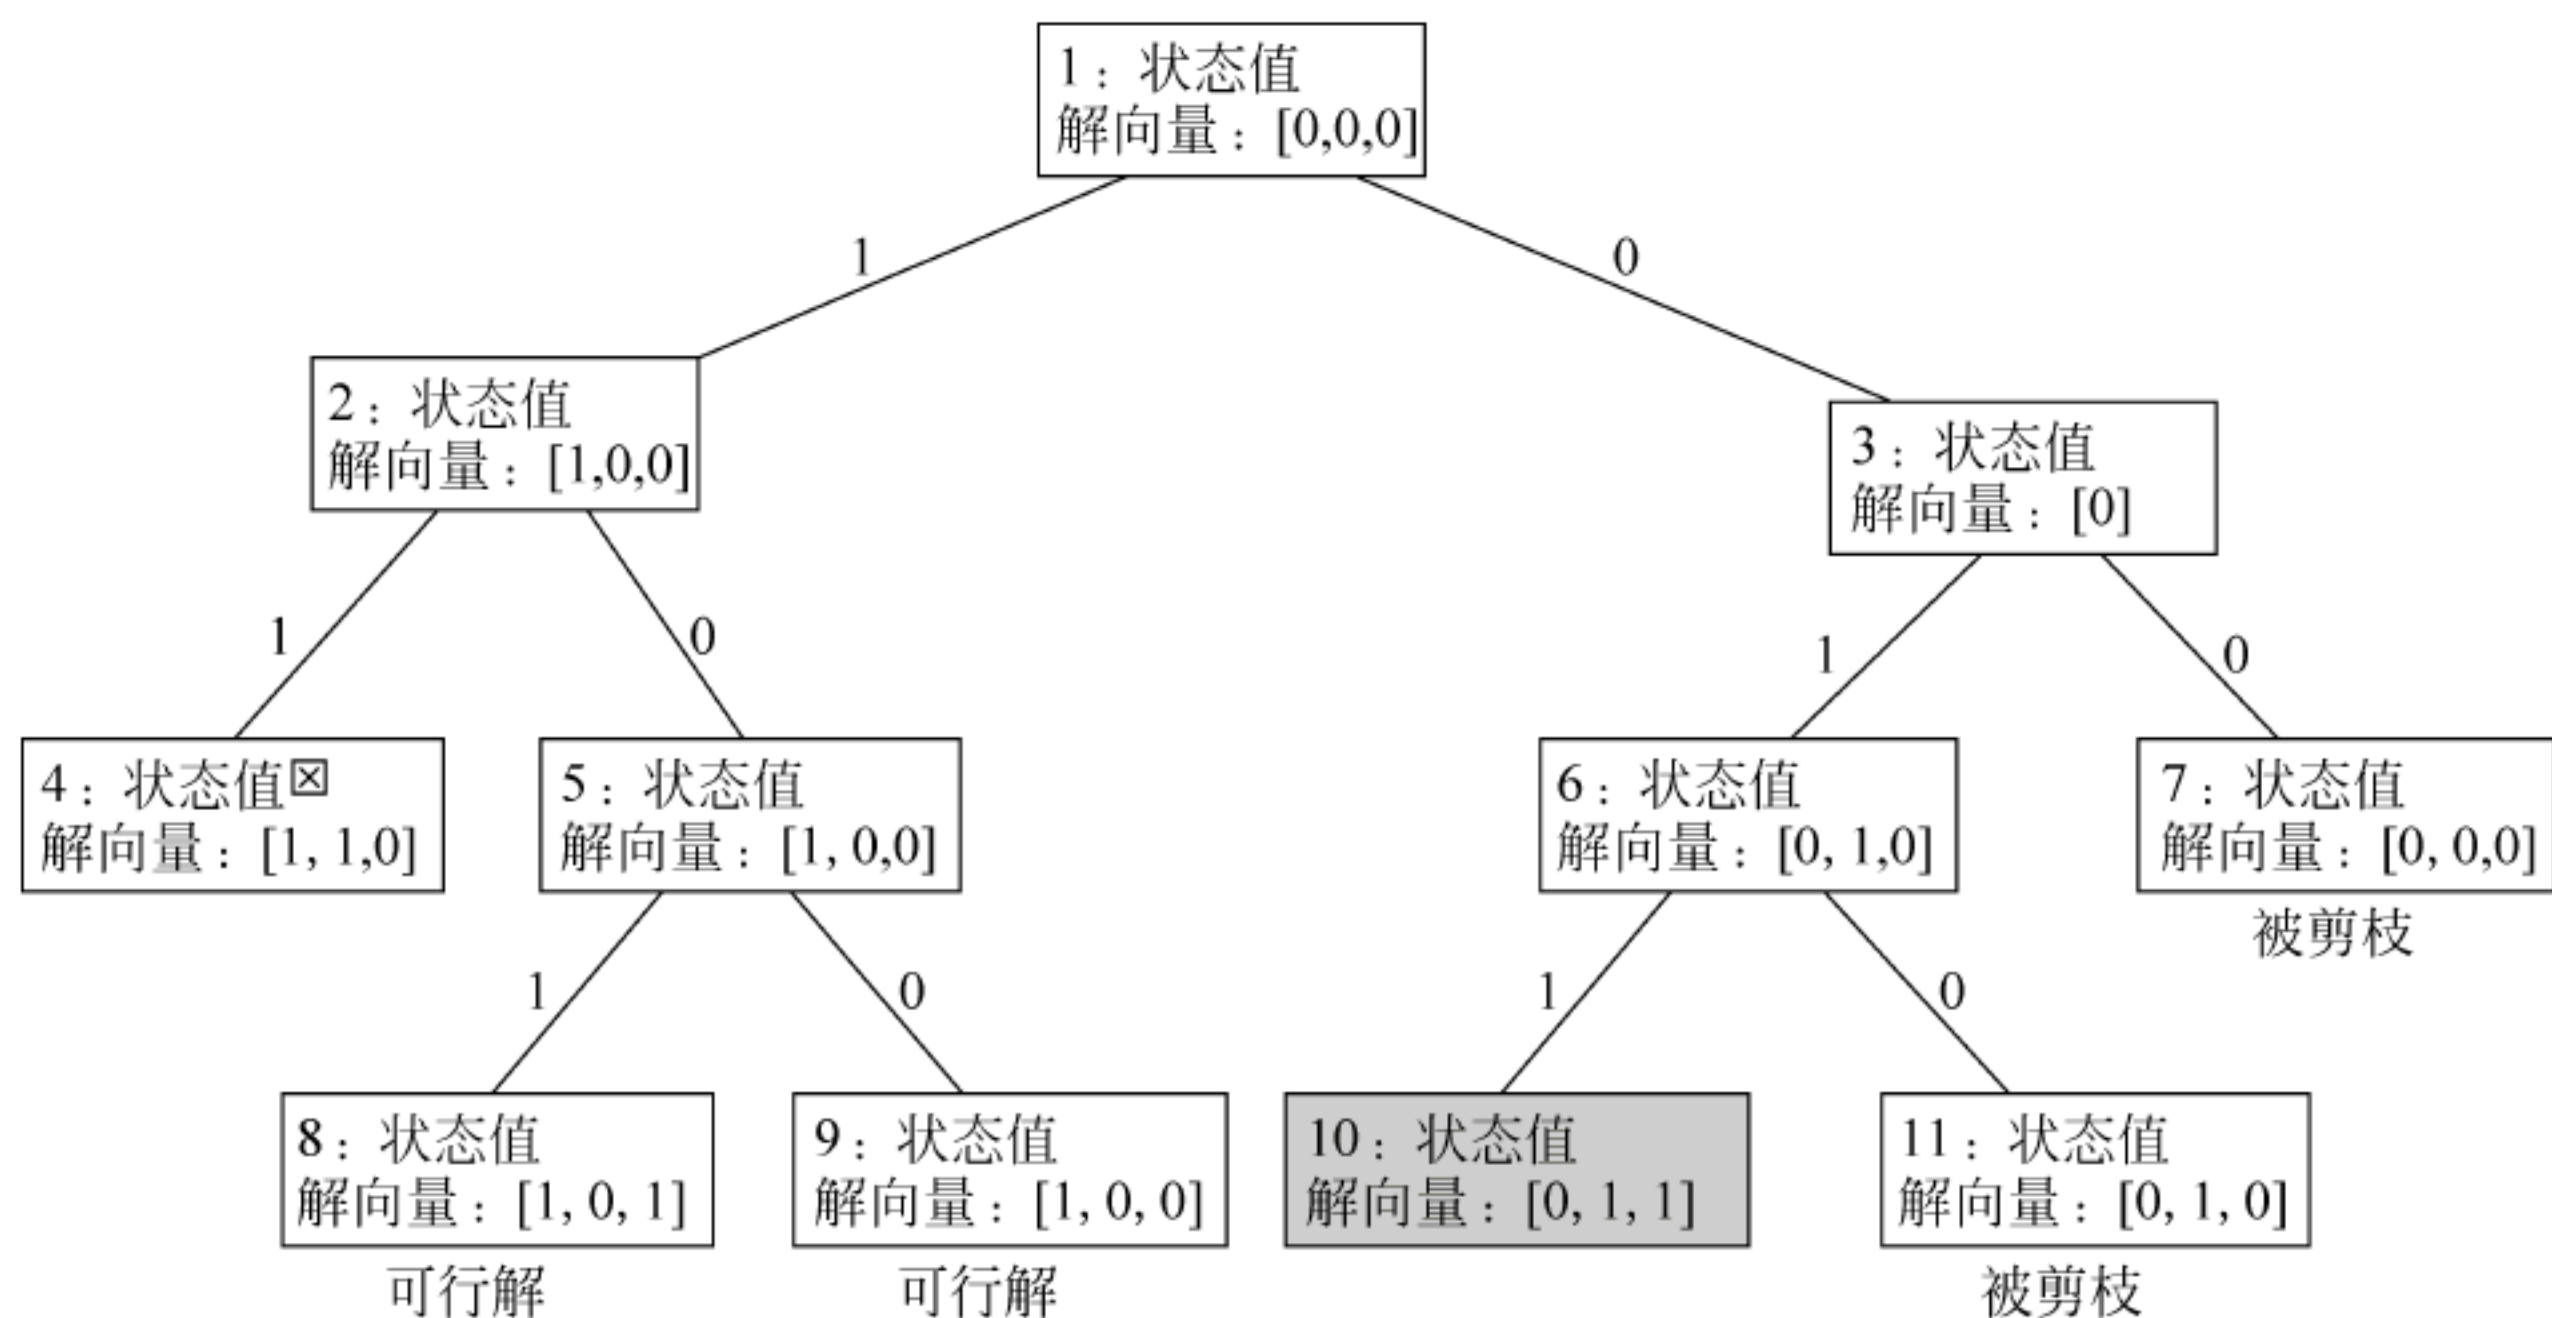 1：状态值
解向量：[0,0,0]
1
0
2：状态值
解向量：[1,0,0]
3：状态值
解向量：[0]
1
0
1
0
4：状态值☒
解向量：[1, 1,0]
5：状态值
解向量：[1, 0,0]
6：状态值
解向量：[0, 1,0]
7：状态值
解向量：[0, 0,0]
被剪枝
1
0
1
0
8：状态值
解向量：[1, 0, 1]
可行解
9：状态值
解向量：[1, 0, 0]
可行解
10：状态值
解向量：[0, 1, 1]
11：状态值
解向量：[0, 1, 0]
被剪枝